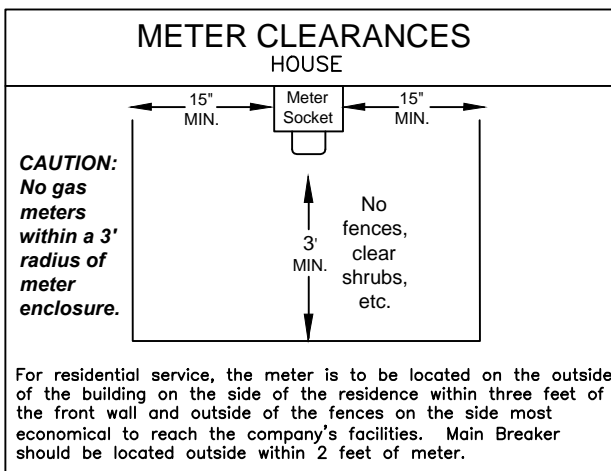 METER CLEARANCES
HOUSE
15"
MIN.
Meter
Socket
15"
MIN.
CAUTION:
No gas
meters
within a 3'
radius of
meter
enclosure.
3'
MIN.
No
fences,
clear
shrubs,
etc.
For residential service, the meter is to be located on the outside
of the building on the side of the residence within three feet of
the front wall and outside of the fences on the side most
economical to reach the company's facilities. Main Breaker
should be located outside within 2 feet of meter.